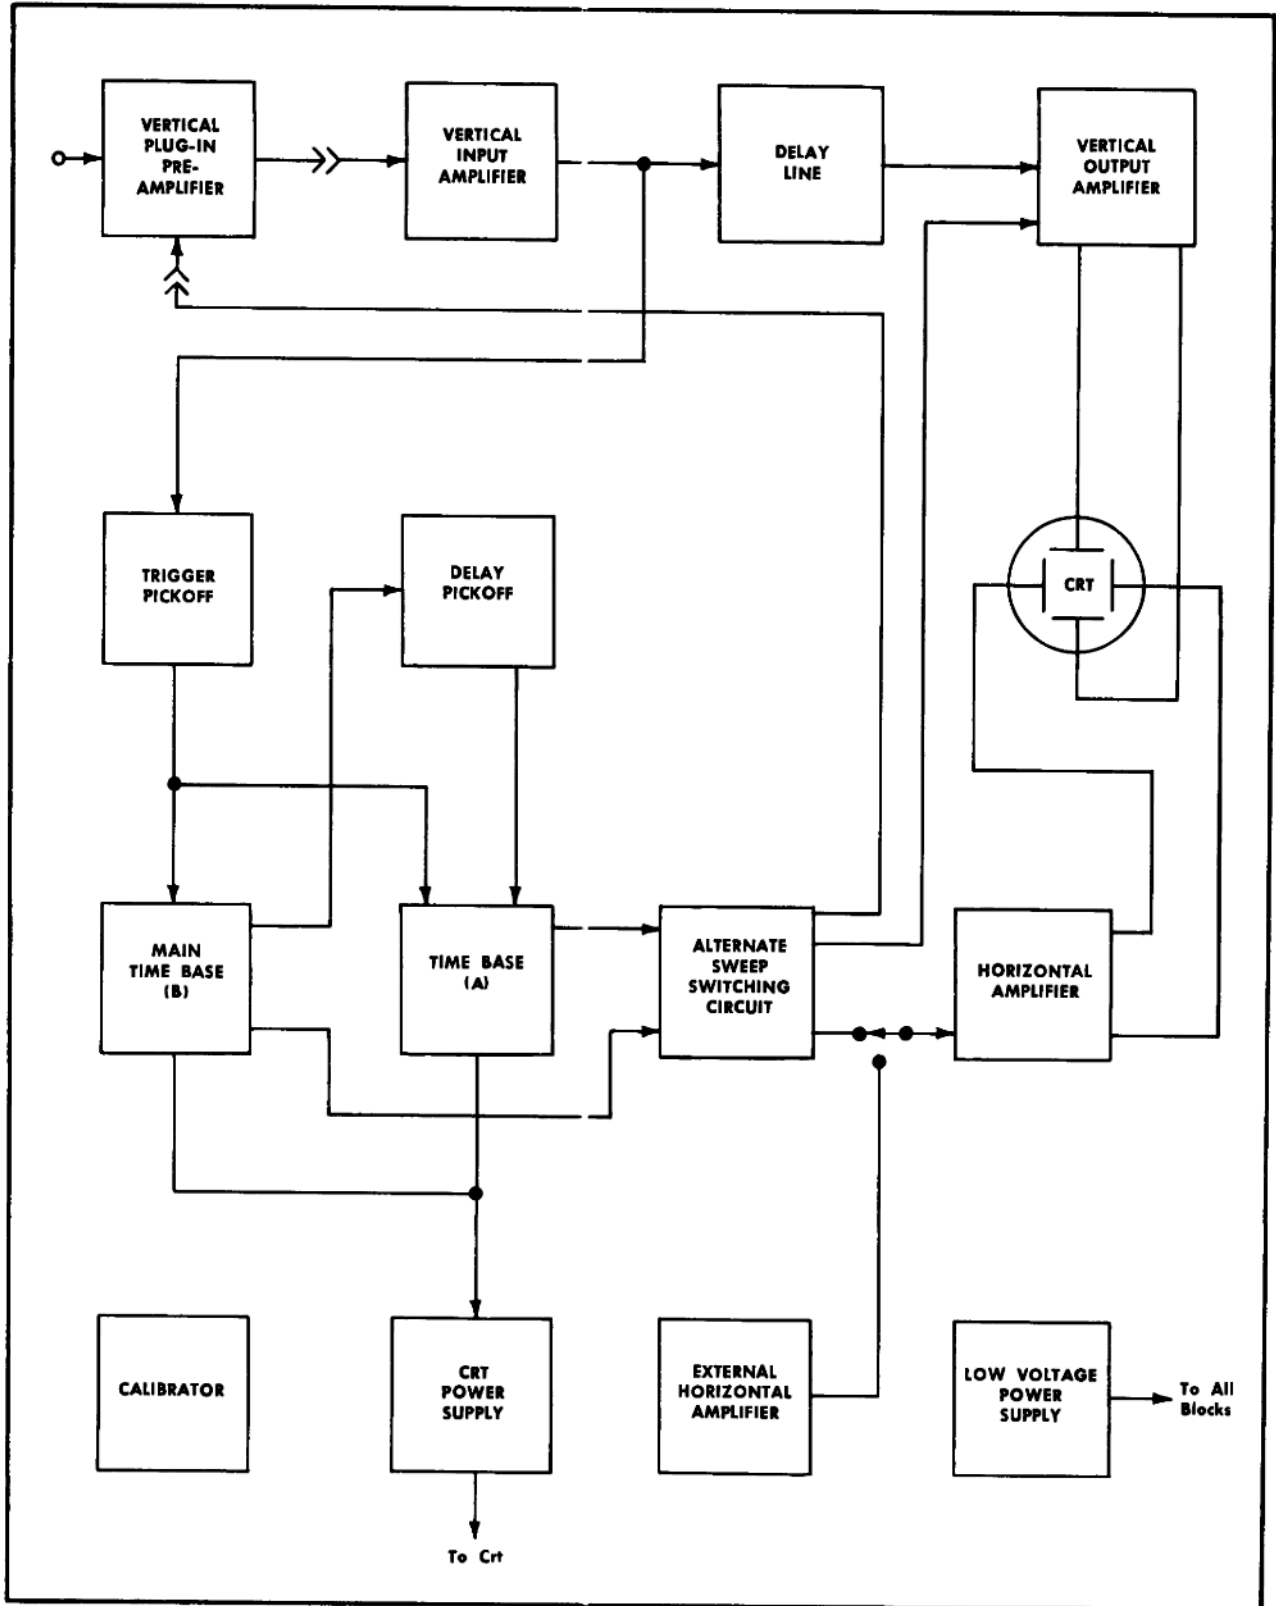 VERTICAL
PLUG-IN
PRE-
AMPLIFIER
VERTICAL
INPUT
AMPLIFIER
DELAY
LINE
VERTICAL
OUTPUT
AMPLIFIER
TRIGGER
PICKOFF
DELAY
PICKOFF
CRT
MAIN
TIME BASE
(B)
TIME BASE
(A)
ALTERNATE
SWEEP
SWITCHING
CIRCUIT
HORIZONTAL
AMPLIFIER
CALIBRATOR
CRT
POWER
SUPPLY
EXTERNAL
HORIZONTAL
AMPLIFIER
LOW VOLTAGE
POWER
SUPPLY
To All
Blocks
To Crt